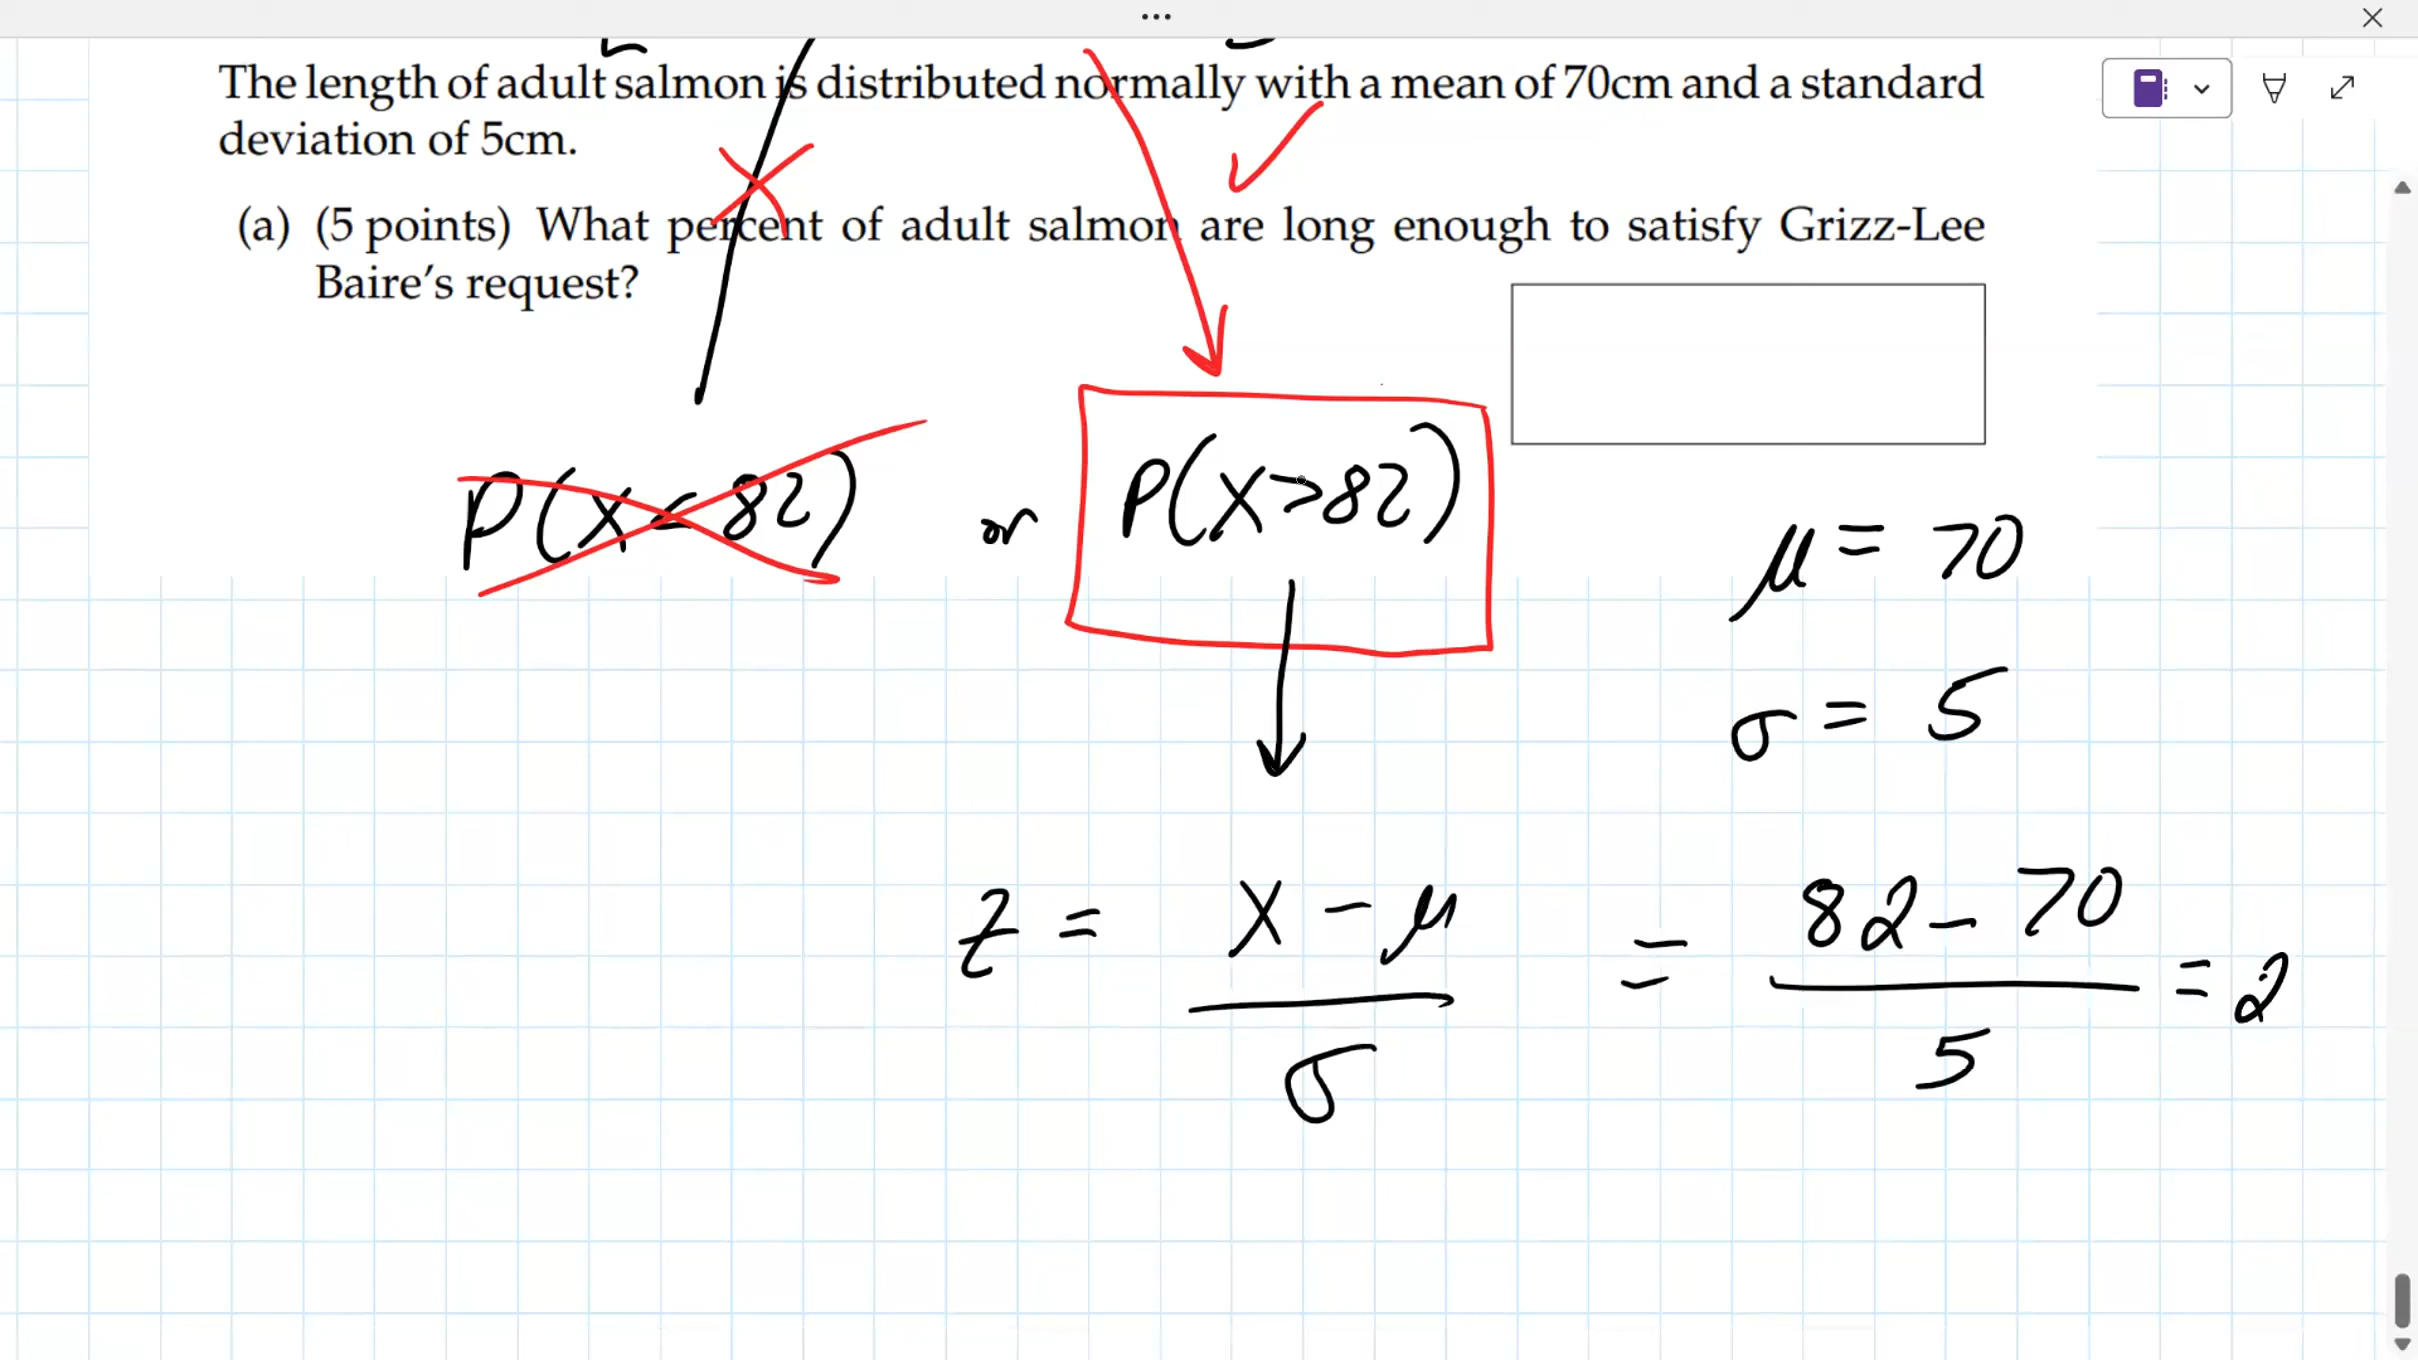 The length of adult salmon is distributed normally with a mean of 70cm and a standard
deviation of 5cm.
(a) (5 points) What percent of adult salmon are long enough to satisfy Grizz-Lee
Baire's request?
P(X < 82) or P(X > 82)
μ = 70
σ = 5
z = X - μ / σ = 82 - 70 / 5 = 2